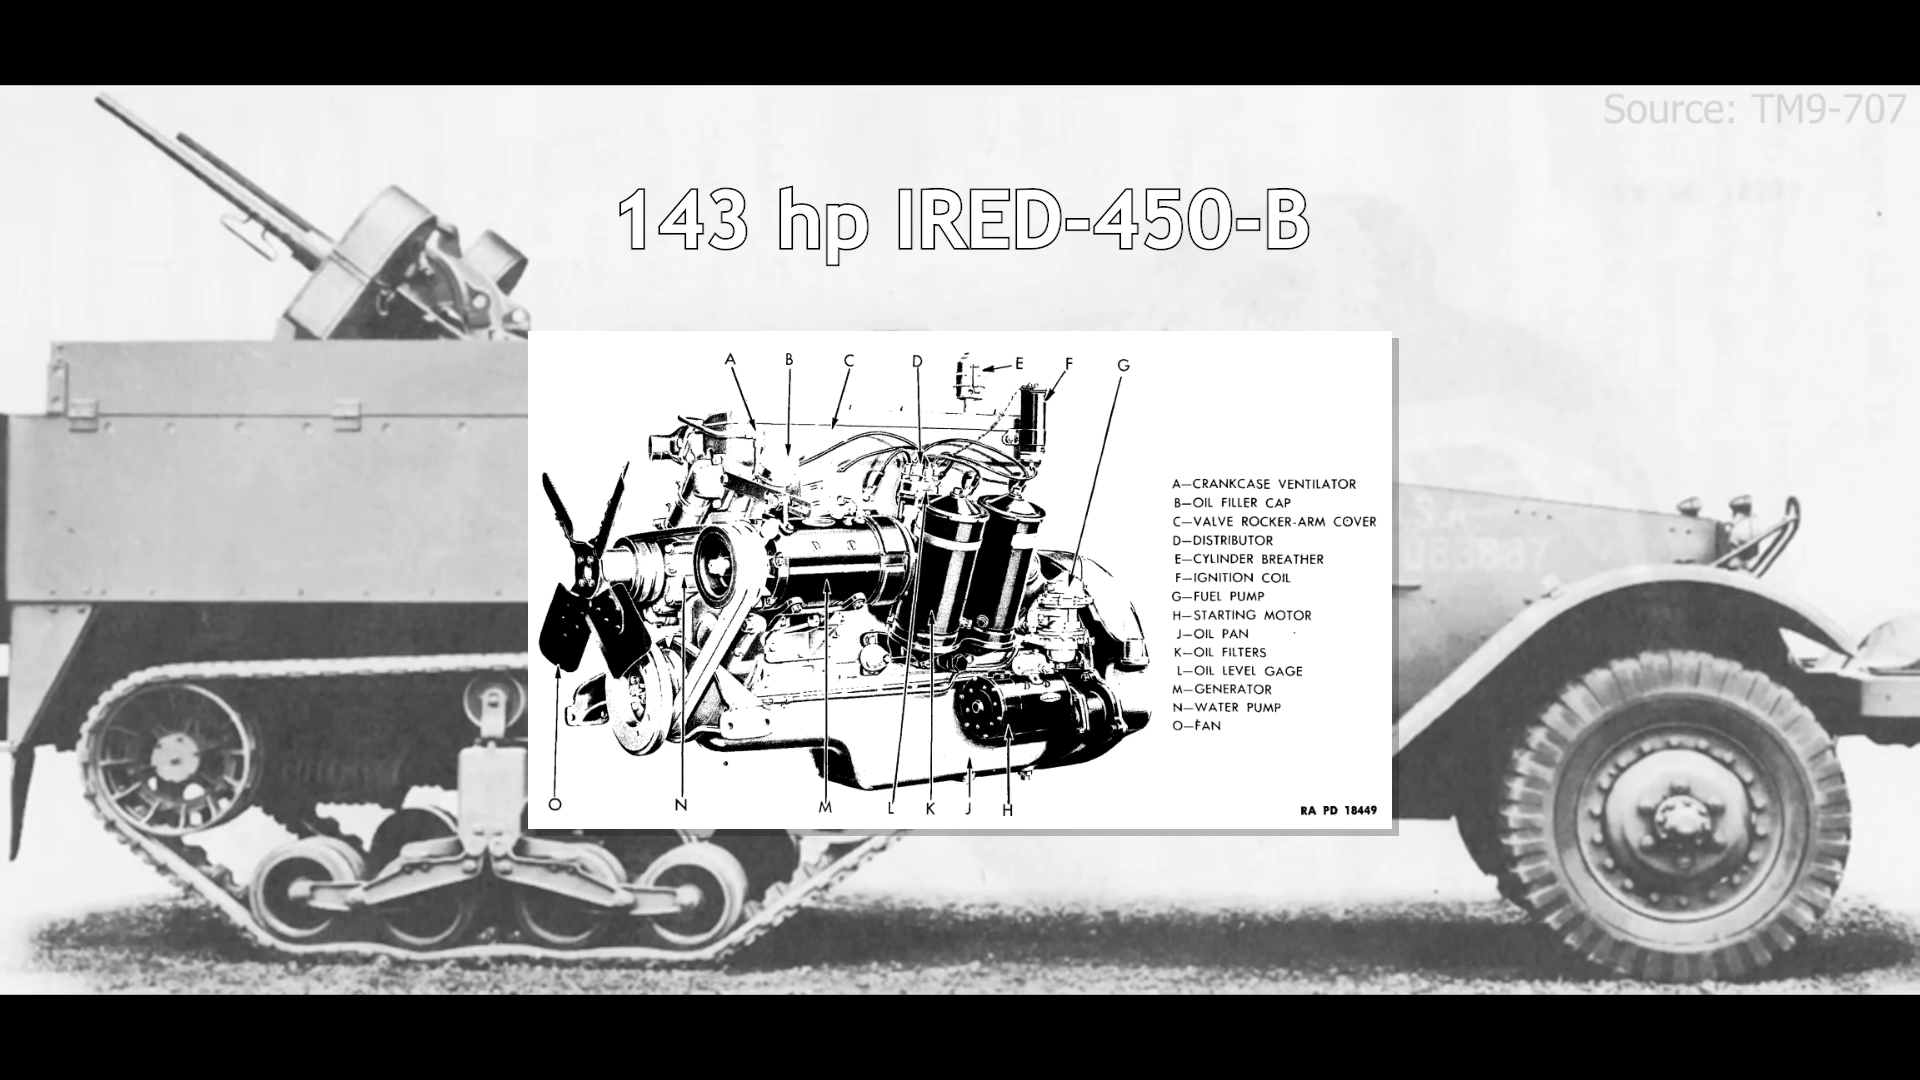 Source: TM9-707
143 hp IRED-450-B
A B C D E F G
A—CRANKCASE VENTILATOR
B—OIL FILLER CAP
C—VALVE ROCKER-ARM COVER
D—DISTRIBUTOR
E—CYLINDER BREATHER
F—IGNITION COIL
G—FUEL PUMP
H—STARTING MOTOR
J—OIL PAN
K—OIL FILTERS
L—OIL LEVEL GAGE
M—GENERATOR
N—WATER PUMP
O—FAN
O N M L K J H
RA PD 18449